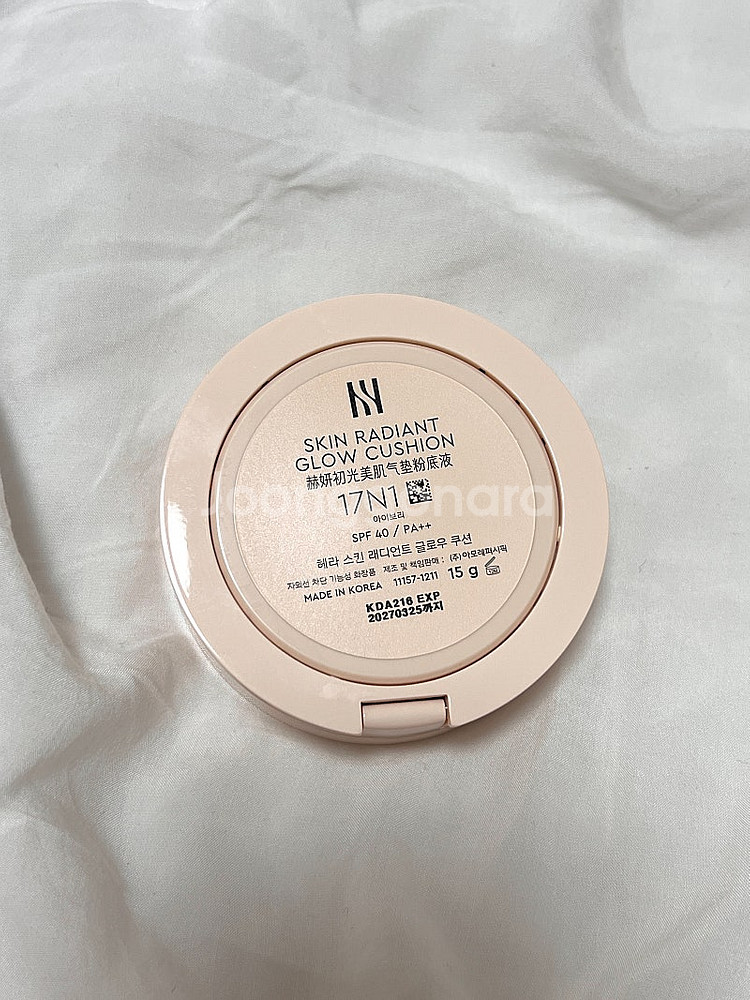 SKIN RADIANT
GLOW CUSHION
赫妍初光美肌气垫粉底液
17N1
아이보리
SPF 40 / PA++
헤라 스킨 래디언트 글로우 쿠션
자외선 차단 기능성 화장품 제조 및 책임판매 : (주)아모레퍼시픽
MADE IN KOREA 11157-1211 15 g
KDA216 EXP
20270325까지